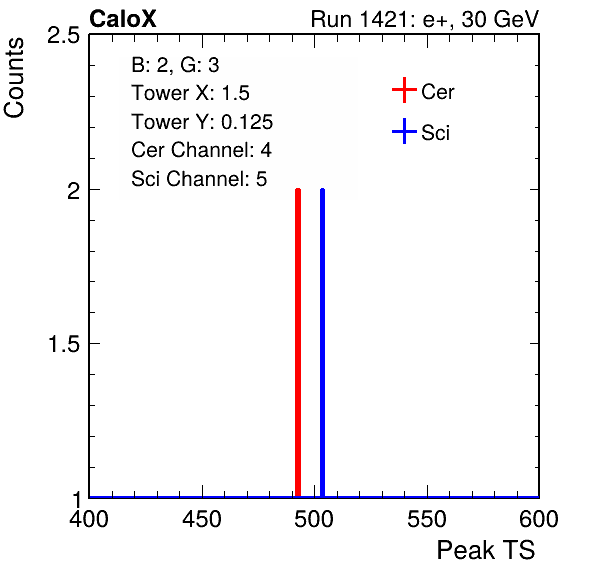 CaloX Run 1421: e+, 30 GeV
Counts
2.5
2
1.5
1
B: 2, G: 3
Tower X: 1.5
Tower Y: 0.125
Cer Channel: 4
Sci Channel: 5
Cer
Sci
400 450 500 550 600
Peak TS